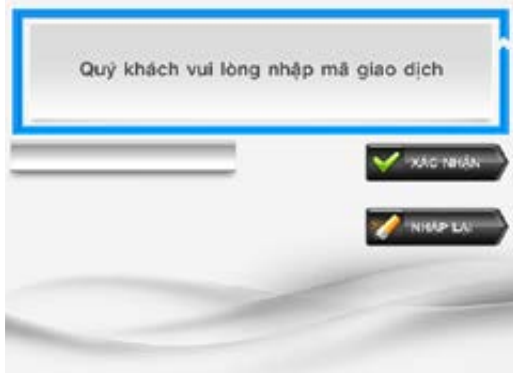 Quý khách vui lòng nhập mã giao dịch
XÁC NHẬN
NHẬP LẠI